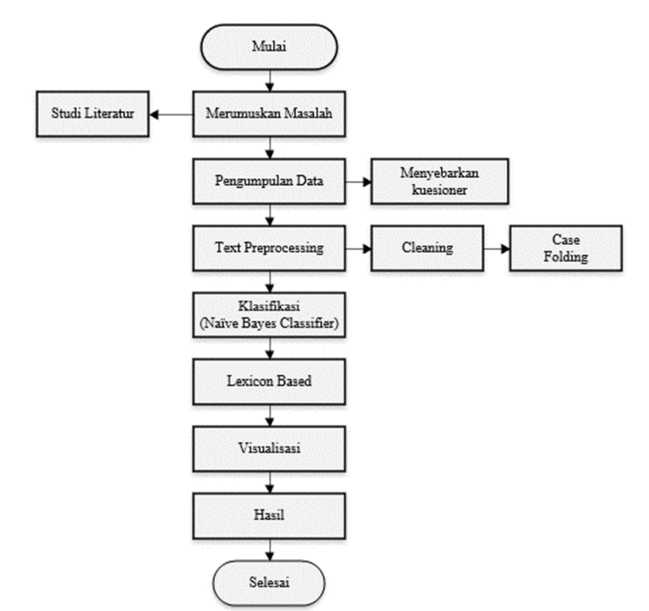 Mulai
Studi Literatur
Merumuskan Masalah
Pengumpulan Data
Menyebarkan
kuesioner
Text Preprocessing
Cleaning
Case
Folding
Klasifikasi
(Naïve Bayes Classifier)
Lexicon Based
Visualisasi
Hasil
Selesai